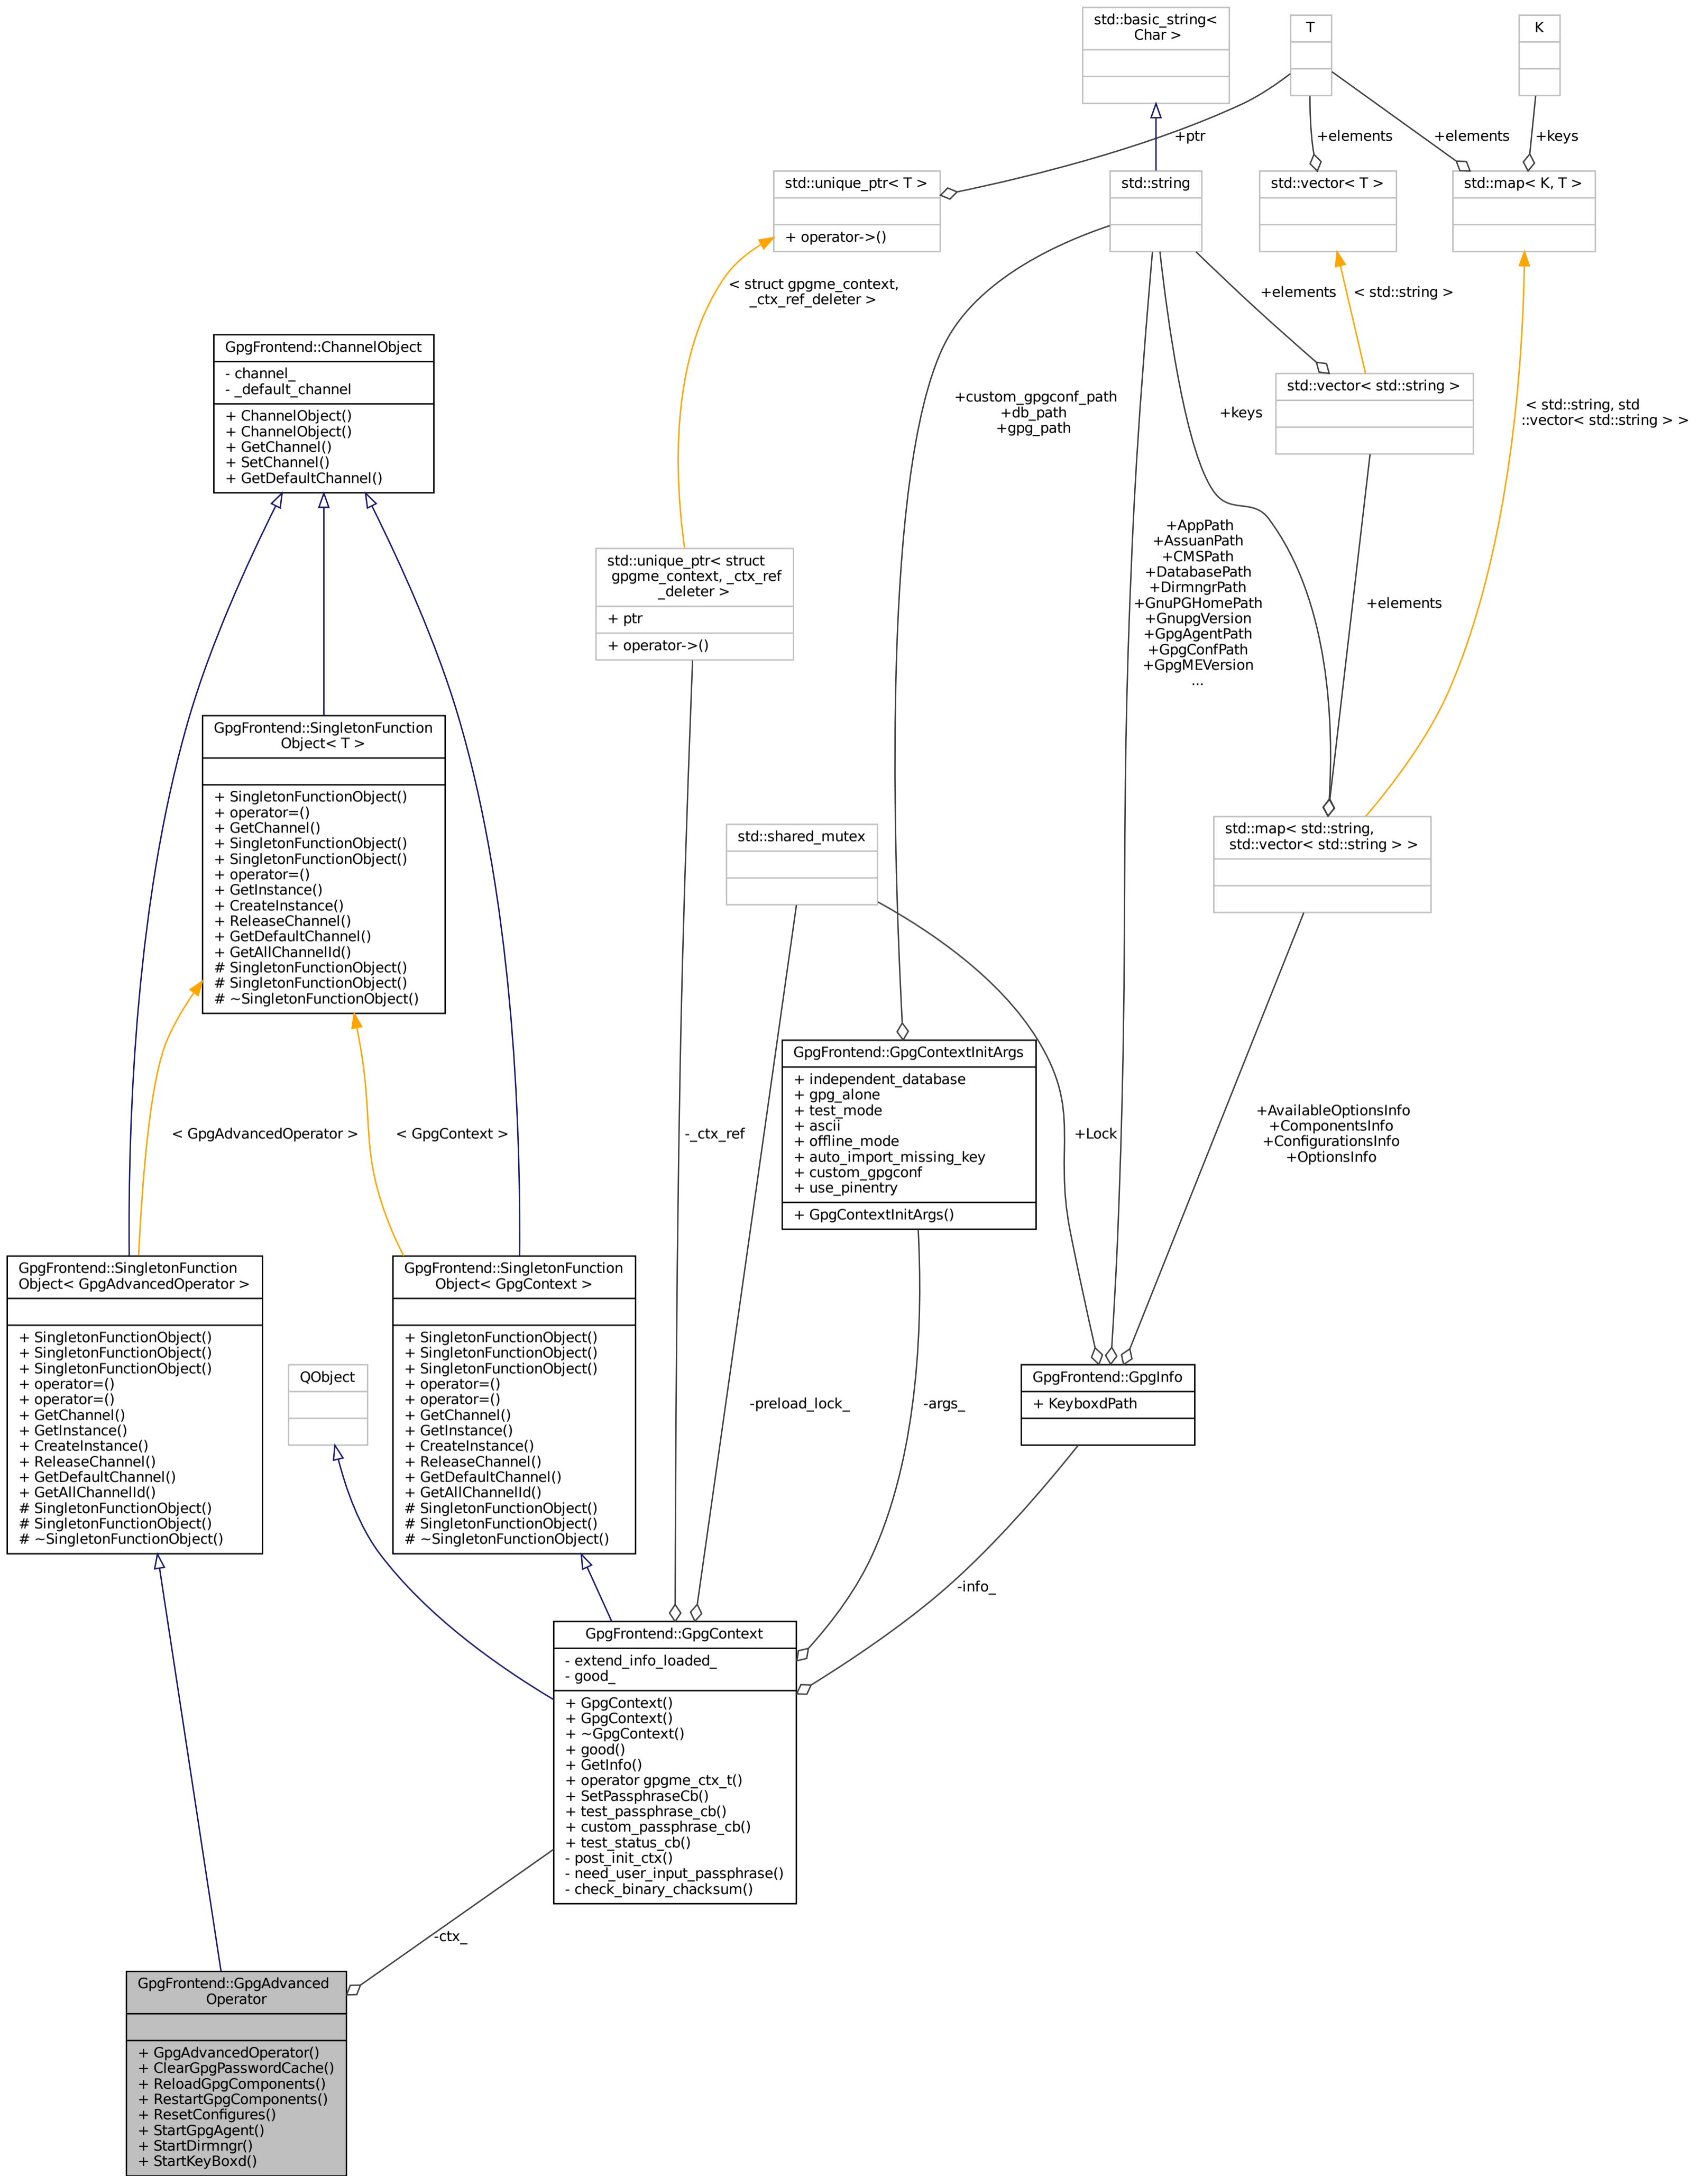 std::basic_string<
Char >
T
K
+ptr
+elements
+elements
+keys
std::unique_ptr< T >
+ operator->()
std::string
std::vector< T >
std::map< K, T >
< struct gpgme_context,
_ctx_ref_deleter >
+elements
< std::string >
GpgFrontend::ChannelObject
- channel_
- _default_channel
+ ChannelObject()
+ ChannelObject()
+ GetChannel()
+ SetChannel()
+ GetDefaultChannel()
+custom_gpgconf_path
+db_path
+gpg_path
+keys
std::vector< std::string >
< std::string, std
::vector< std::string > >
std::unique_ptr< struct
gpgme_context, _ctx_ref
_deleter >
+ ptr
+ operator->()
+AppPath
+AssuanPath
+CMSPath
+DatabasePath
+DirmngrPath
+GnuPGHomePath
+GnupgVersion
+GpgAgentPath
+GpgConfPath
+GpgMEVersion
...
+elements
GpgFrontend::SingletonFunction
Object< T >
+ SingletonFunctionObject()
+ operator=()
+ GetChannel()
+ SingletonFunctionObject()
+ SingletonFunctionObject()
+ operator=()
+ GetInstance()
+ CreateInstance()
+ ReleaseChannel()
+ GetDefaultChannel()
+ GetAllChannelId()
# SingletonFunctionObject()
# SingletonFunctionObject()
# ~SingletonFunctionObject()
std::shared_mutex
std::map< std::string,
std::vector< std::string > >
< GpgAdvancedOperator >
< GpgContext >
-_ctx_ref
GpgFrontend::GpgContextInitArgs
+ independent_database
+ gpg_alone
+ test_mode
+ ascii
+ offline_mode
+ auto_import_missing_key
+ custom_gpgconf
+ use_pinentry
+ GpgContextInitArgs()
+Lock
+AvailableOptionsInfo
+ComponentsInfo
+ConfigurationsInfo
+OptionsInfo
GpgFrontend::SingletonFunction
Object< GpgAdvancedOperator >
+ SingletonFunctionObject()
+ SingletonFunctionObject()
+ SingletonFunctionObject()
+ operator=()
+ operator=()
+ GetChannel()
+ GetInstance()
+ CreateInstance()
+ ReleaseChannel()
+ GetDefaultChannel()
+ GetAllChannelId()
# SingletonFunctionObject()
# SingletonFunctionObject()
# ~SingletonFunctionObject()
QObject
GpgFrontend::SingletonFunction
Object< GpgContext >
+ SingletonFunctionObject()
+ SingletonFunctionObject()
+ SingletonFunctionObject()
+ operator=()
+ operator=()
+ GetChannel()
+ GetInstance()
+ CreateInstance()
+ ReleaseChannel()
+ GetDefaultChannel()
+ GetAllChannelId()
# SingletonFunctionObject()
# SingletonFunctionObject()
# ~SingletonFunctionObject()
-preload_lock_
-args_
GpgFrontend::GpgInfo
+ KeyboxdPath
-info_
GpgFrontend::GpgContext
- extend_info_loaded_
- good_
+ GpgContext()
+ GpgContext()
+ ~GpgContext()
+ good()
+ GetInfo()
+ operator gpgme_ctx_t()
+ SetPassphraseCb()
+ test_passphrase_cb()
+ custom_passphrase_cb()
+ test_status_cb()
- post_init_ctx()
- need_user_input_passphrase()
- check_binary_chacksum()
-ctx_
GpgFrontend::GpgAdvanced
Operator
+ GpgAdvancedOperator()
+ ClearGpgPasswordCache()
+ ReloadGpgComponents()
+ RestartGpgComponents()
+ ResetConfigures()
+ StartGpgAgent()
+ StartDirmngr()
+ StartKeyBoxd()